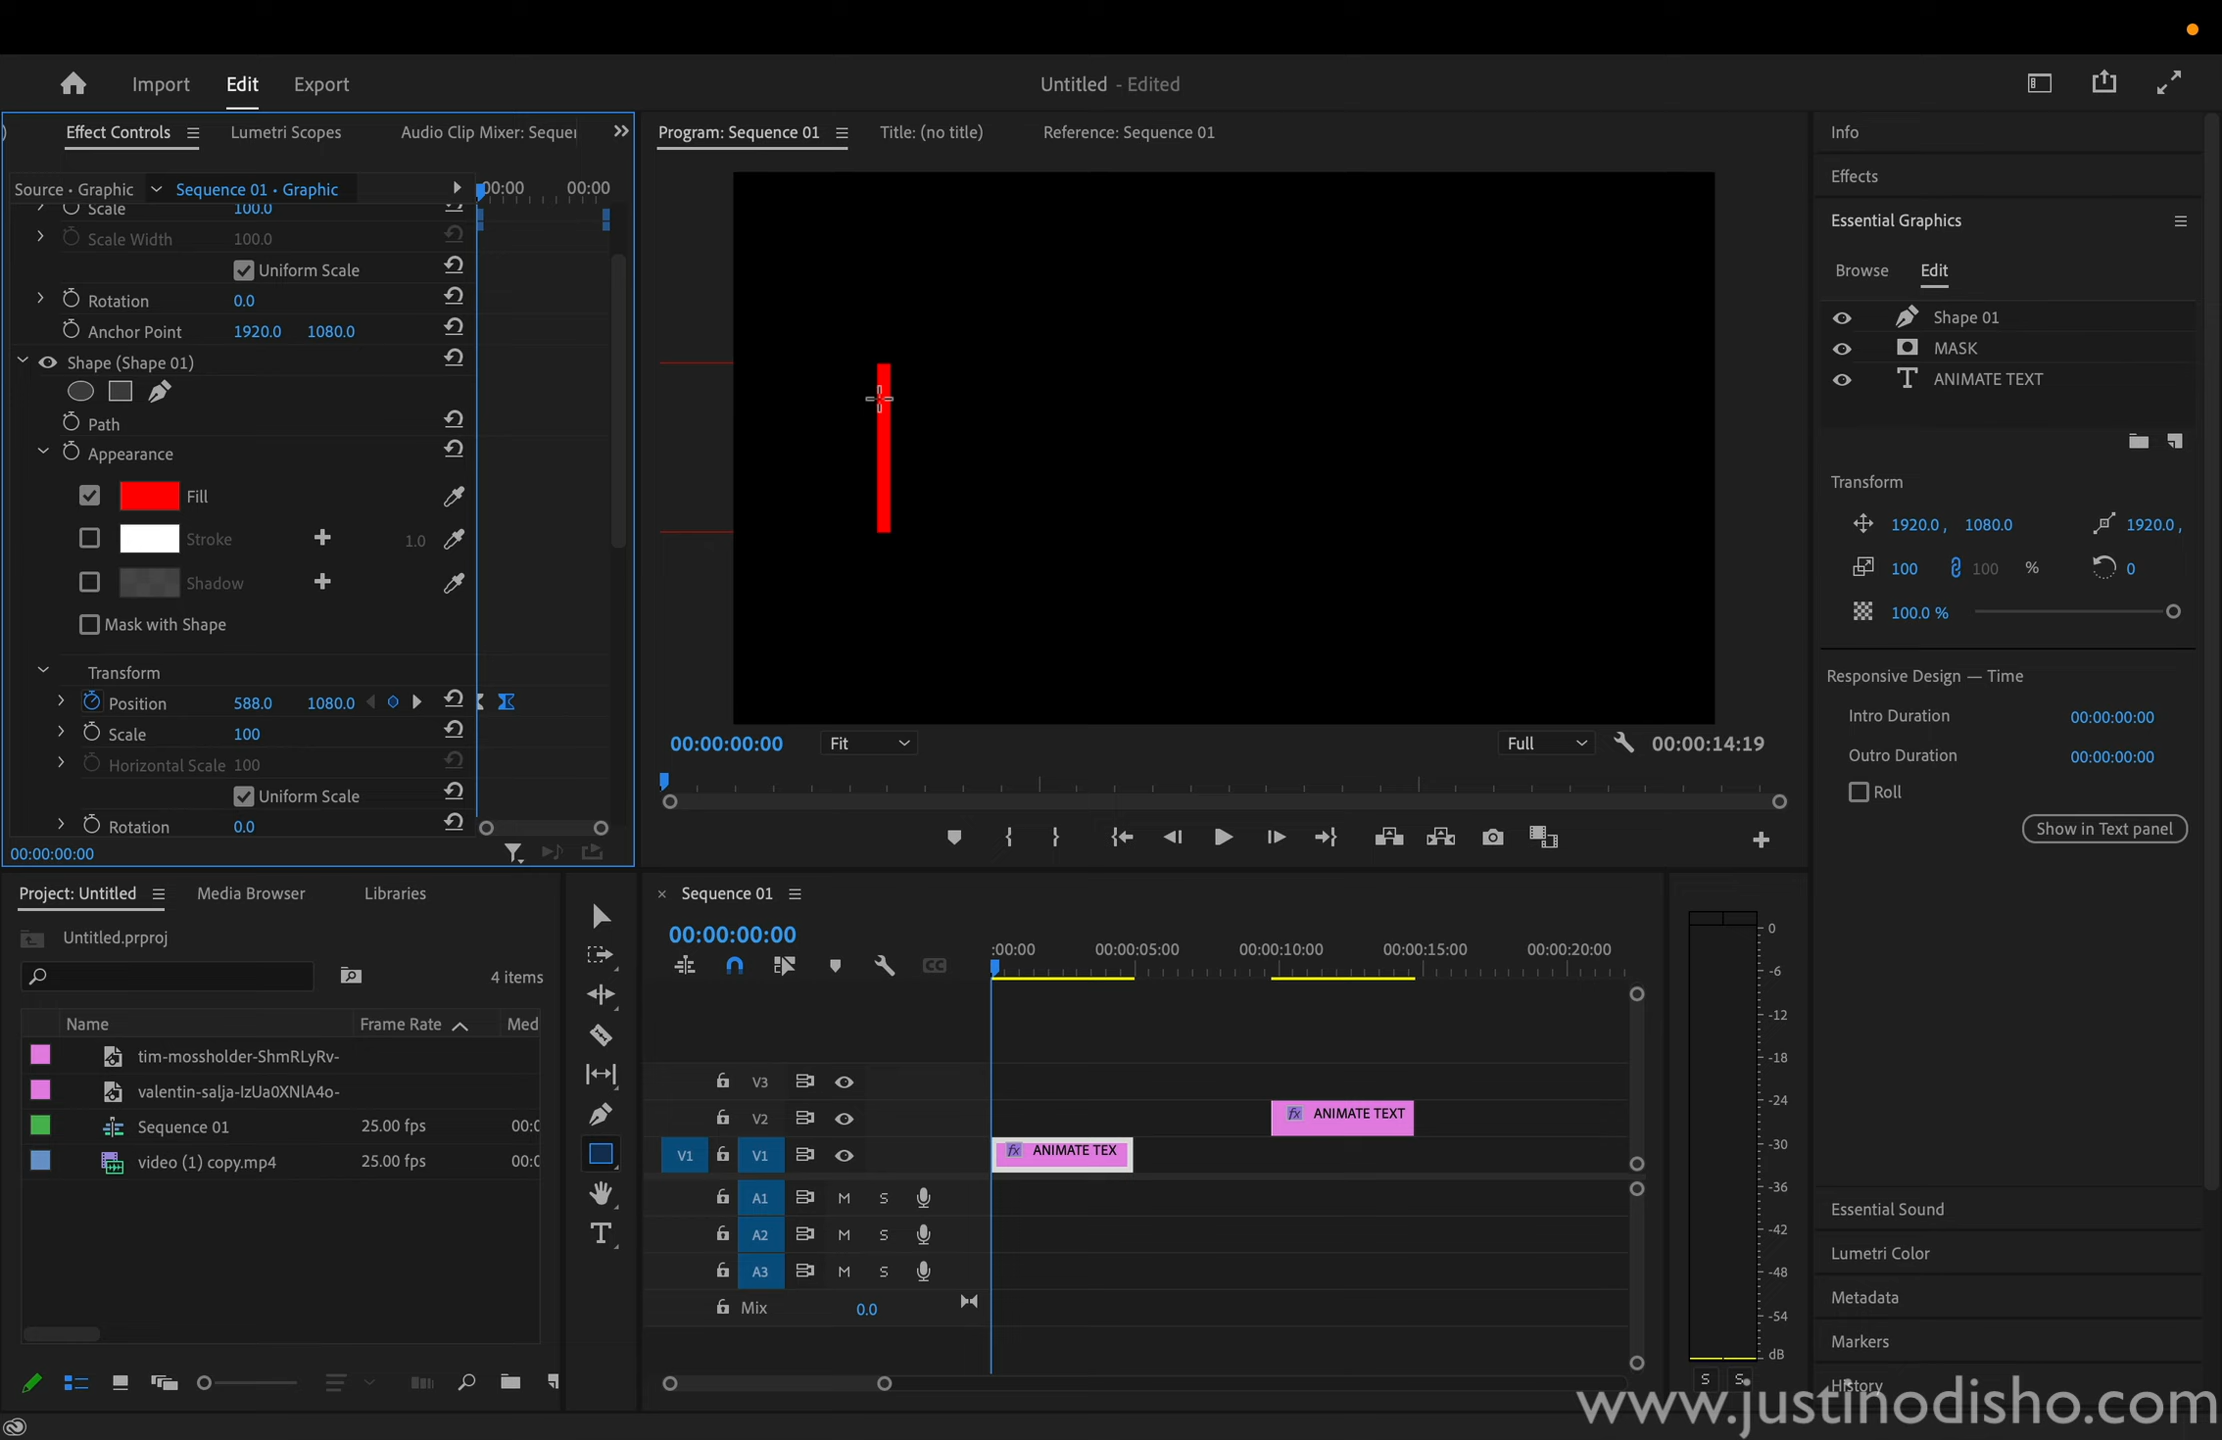 Import Edit Export
Untitled - Edited
Effect Controls Lumetri Scopes Audio Clip Mixer: Sequen
Source • Graphic Sequence 01 • Graphic
:00:00 00:00
Scale 100.0
Scale Width 100.0
Uniform Scale
Rotation 0.0
Anchor Point 1920.0 1080.0
Shape (Shape 01)
Path
Appearance
Fill
Stroke 1.0
Shadow
Mask with Shape
Transform
Position 588.0 1080.0
Scale 100
Horizontal Scale 100
Uniform Scale
Rotation 0.0
00:00:00:00
Program: Sequence 01 Title: (no title) Reference: Sequence 01
00:00:00:00 Fit Full 00:00:14:19
Info
Effects
Essential Graphics
Browse Edit
Shape 01
MASK
ANIMATE TEXT
Transform
1920.0 , 1080.0 1920.0 ,
100 100 % 0
100.0 %
Responsive Design — Time
Intro Duration 00:00:00:00
Outro Duration 00:00:00:00
Roll
Show in Text panel
Essential Sound
Lumetri Color
Metadata
Markers
History
Project: Untitled Media Browser Libraries
Untitled.prproj
4 items
Name Frame Rate Med
tim-mossholder-ShmRLyRv-
valentin-salja-IzUa0XNlA4o-
Sequence 01 25.00 fps 00:0
video (1) copy.mp4 25.00 fps 00:0
× Sequence 01
00:00:00:00
:00:00 00:00:05:00 00:00:10:00 00:00:15:00 00:00:20:00
V3
V2 fx ANIMATE TEXT
V1 V1 fx ANIMATE TEX
A1 M S
A2 M S
A3 M S
Mix 0.0
0
-6
-12
-18
-24
-30
-36
-42
-48
-54
dB
S S
www.justinodisho.com